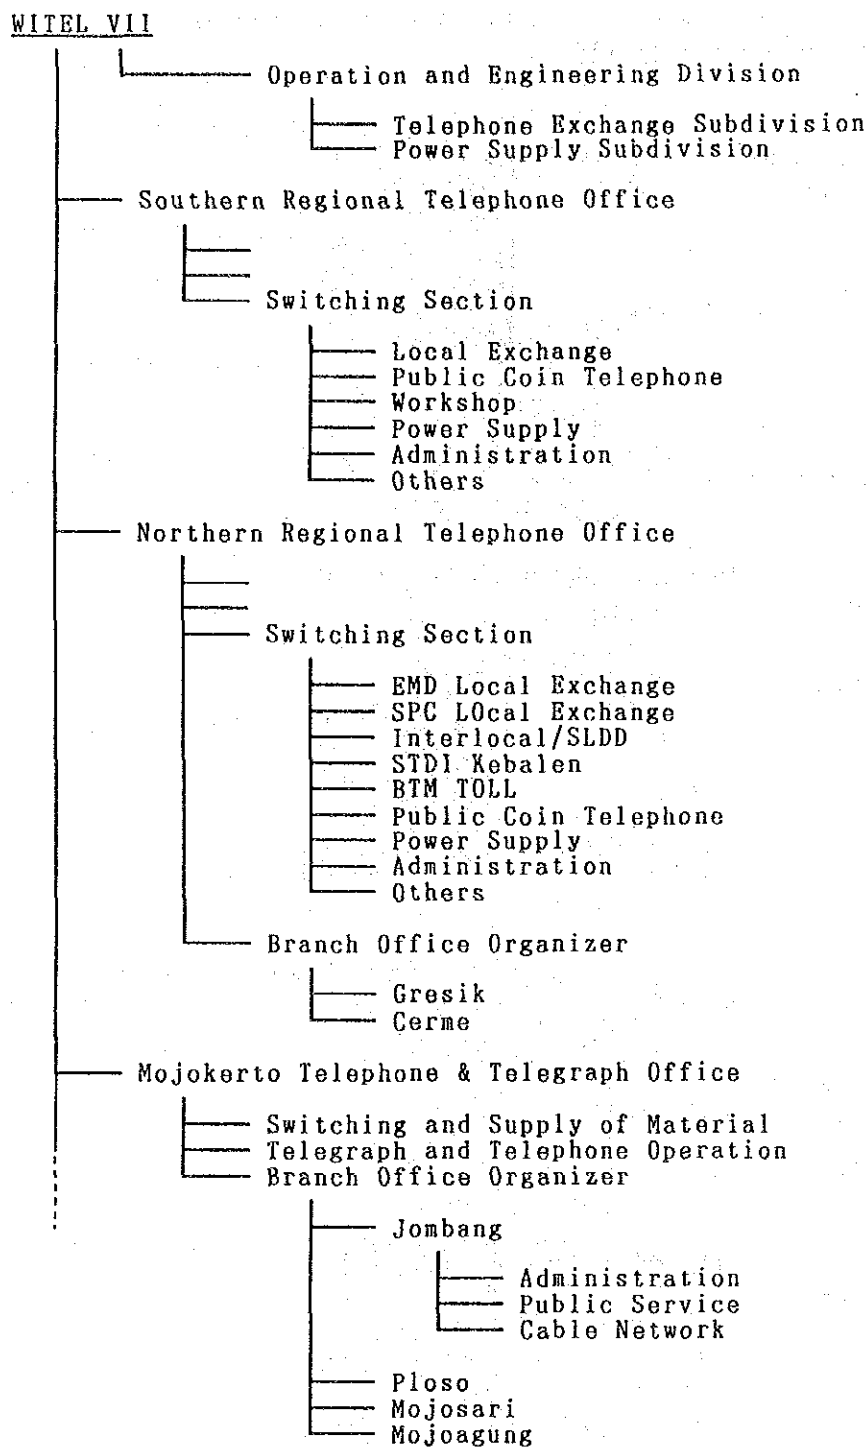 WITEL VII
Operation and Engineering Division
Telephone Exchange Subdivision
Power Supply Subdivision
Southern Regional Telephone Office
Switching Section
Local Exchange
Public Coin Telephone
Workshop
Power Supply
Administration
Others
Northern Regional Telephone Office
Switching Section
EMD Local Exchange
SPC LOcal Exchange
Interlocal/SLDD
STDI Kebalen
BTM TOLL
Public Coin Telephone
Power Supply
Administration
Others
Branch Office Organizer
Gresik
Cerme
Mojokerto Telephone & Telegraph Office
Switching and Supply of Material
Telegraph and Telephone Operation
Branch Office Organizer
Jombang
Administration
Public Service
Cable Network
Ploso
Mojosari
Mojoagung